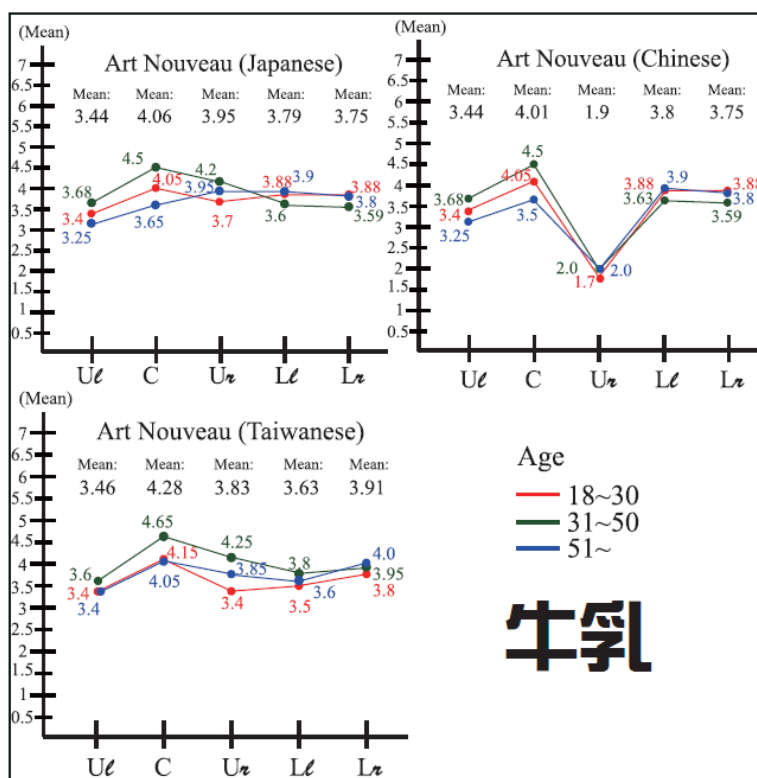 (Mean)
Art Nouveau (Japanese)
Mean: Mean: Mean: Mean: Mean:
3.44 4.06 3.95 3.79 3.75
7
6.5
6
5.5
5
4.5
4
3.5
3
2.5
2
1.5
1
0.5
3.68 4.5 4.2 3.6 3.59
3.4 4.05 3.7 3.88 3.88
3.25 3.65 3.95 3.9 3.8
Uℓ C Ur Lℓ Lr
(Mean)
Art Nouveau (Chinese)
Mean: Mean: Mean: Mean: Mean:
3.44 4.01 1.9 3.8 3.75
7
6.5
6
5.5
5
4.5
4
3.5
3
2.5
2
1.5
1
0.5
3.68 4.5 2.0 3.63 3.59
3.4 4.05 1.7 3.88 3.88
3.25 3.5 2.0 3.9 3.8
Uℓ C Ur Lℓ Lr
(Mean)
Art Nouveau (Taiwanese)
Mean: Mean: Mean: Mean: Mean:
3.46 4.28 3.83 3.63 3.91
7
6.5
6
5.5
5
4.5
4
3.5
3
2.5
2
1.5
1
0.5
3.6 4.65 4.25 3.8 3.95
3.4 4.15 3.4 3.5 3.8
3.4 4.05 3.85 3.6 4.0
Uℓ C Ur Lℓ Lr
Age
18~30
31~50
51~
牛乳